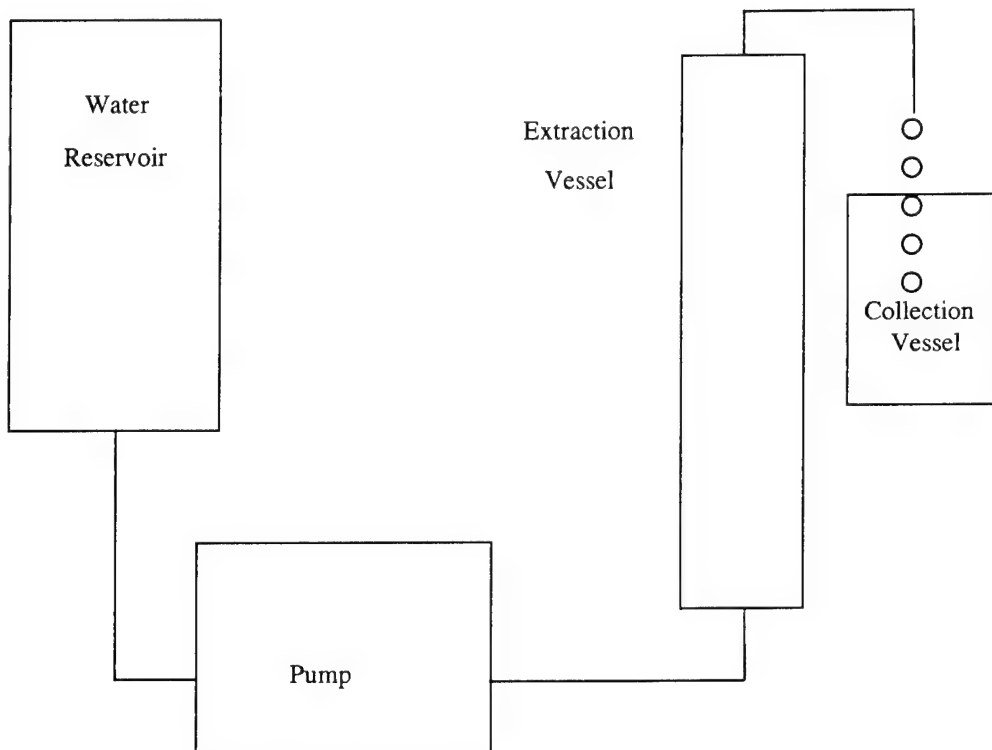 Water
Reservoir
Extraction
Vessel
Collection
Vessel
Pump